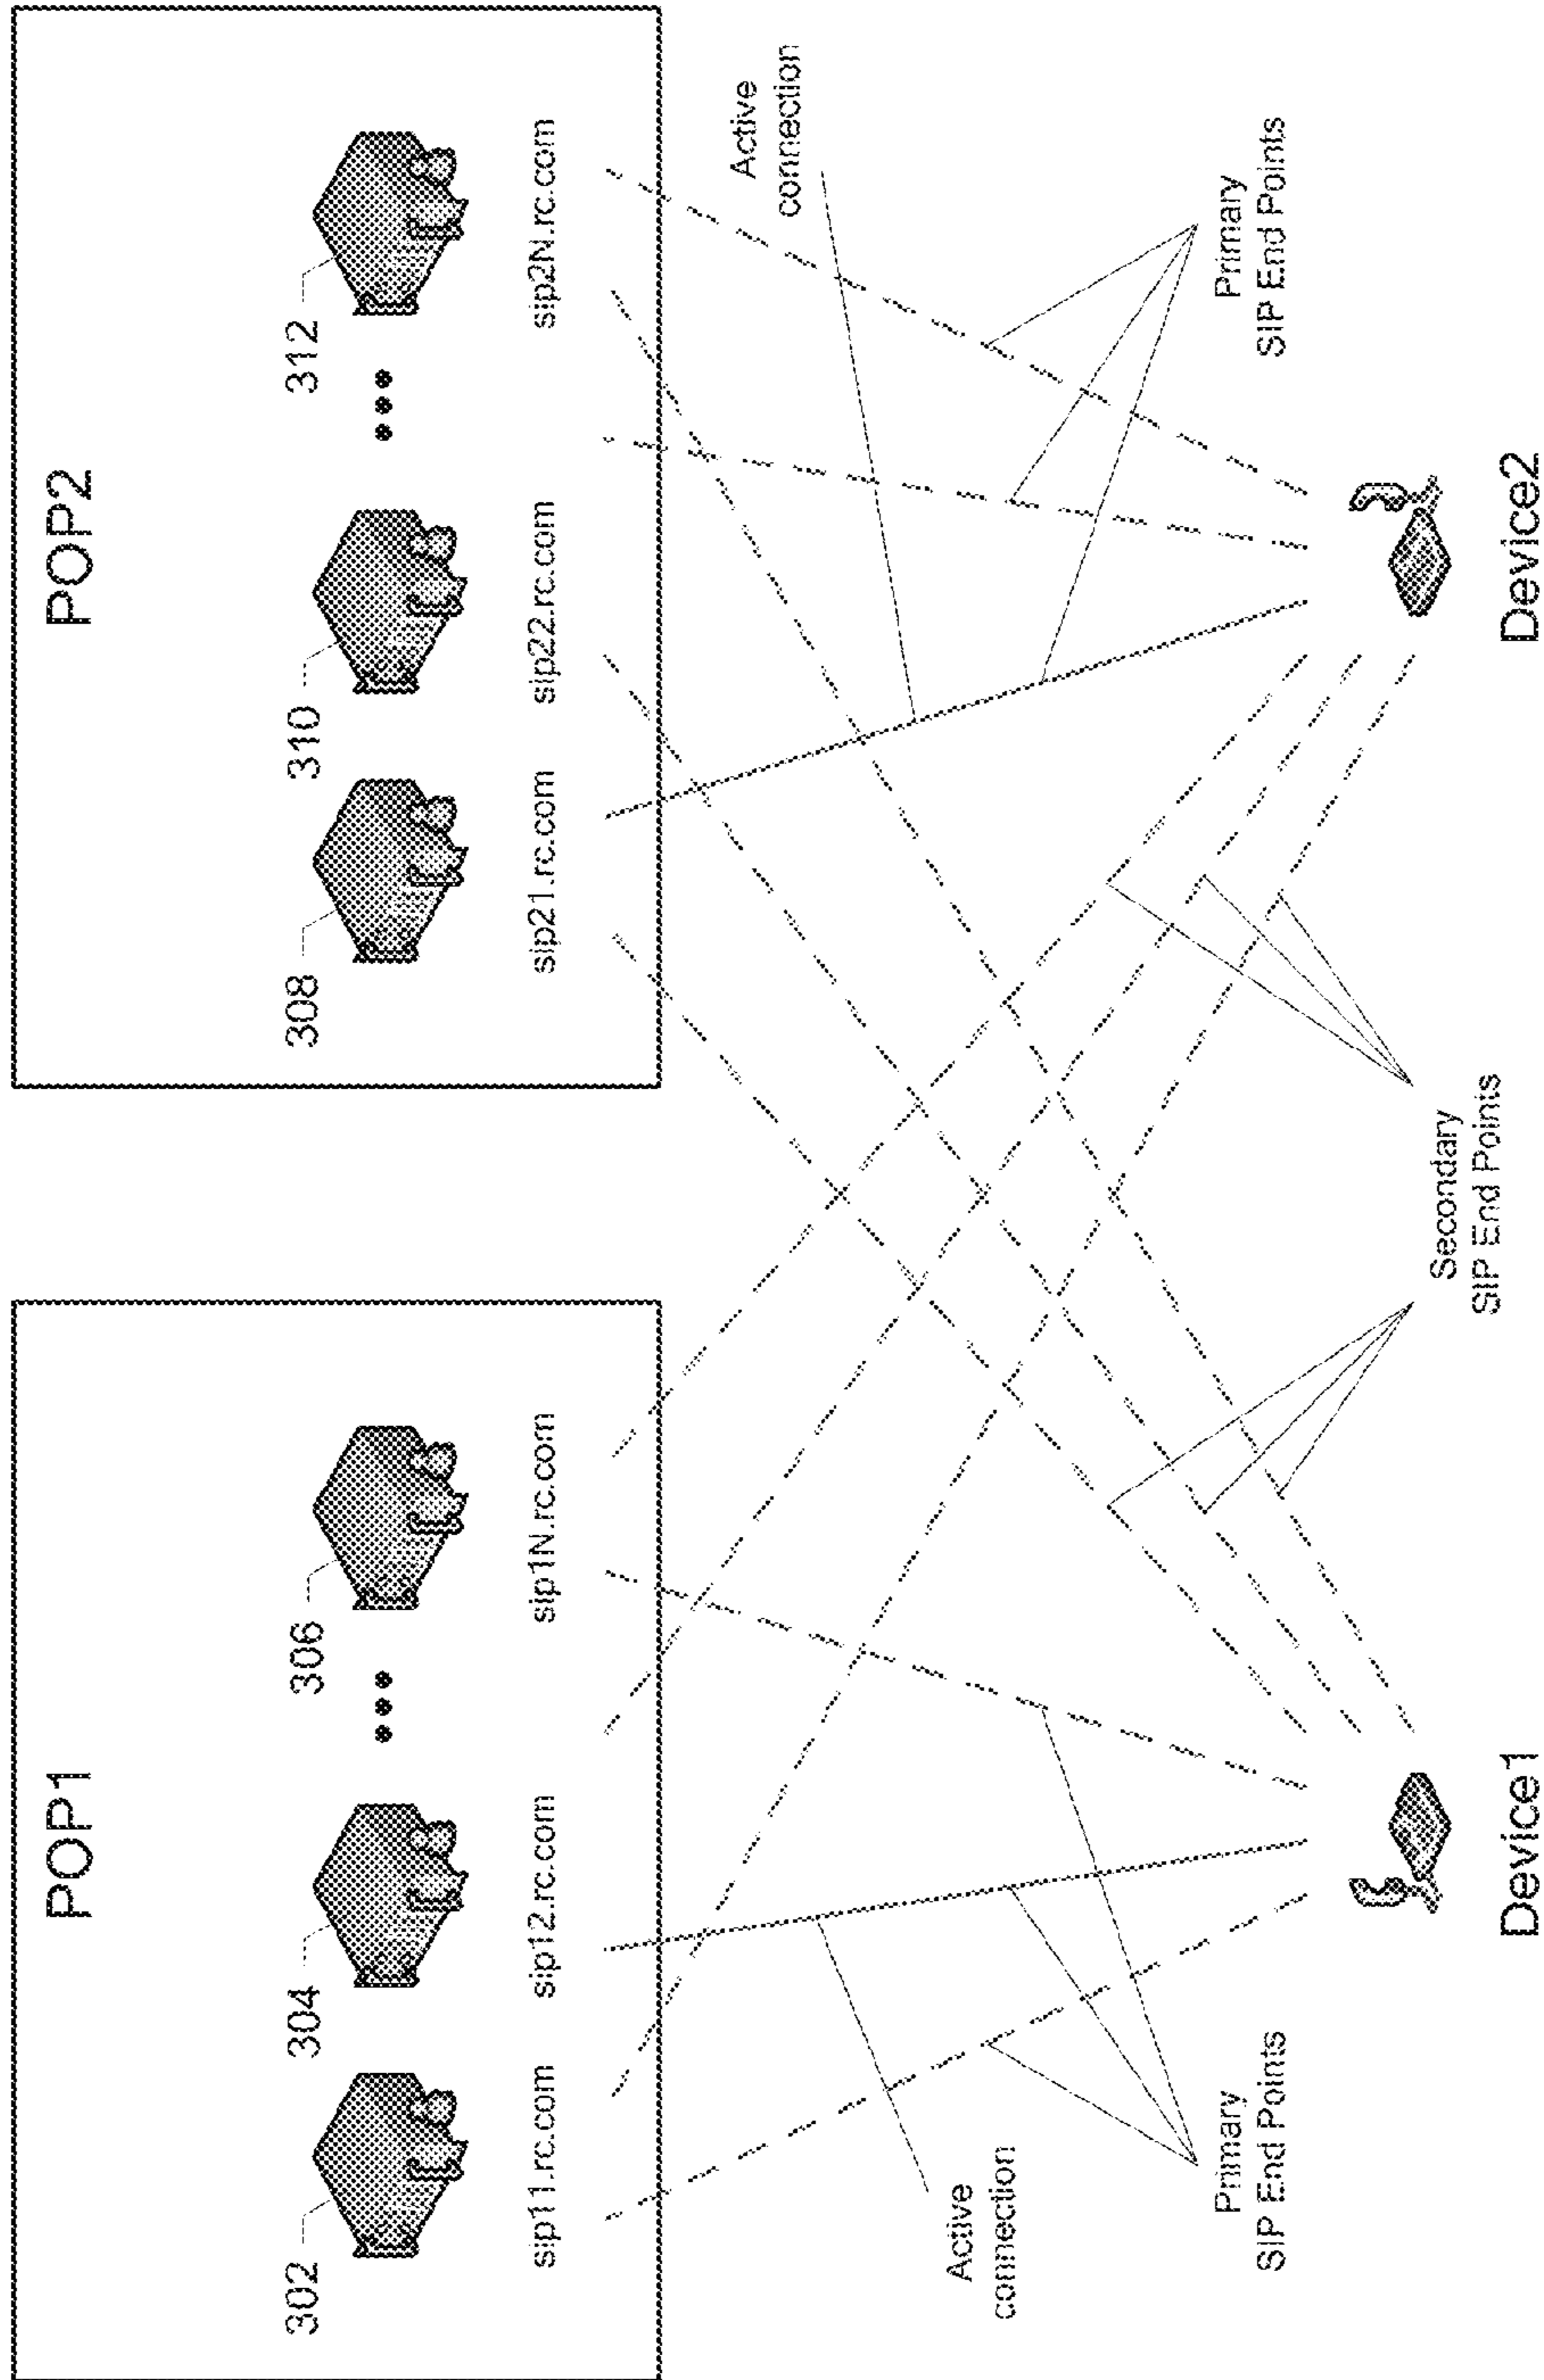 POP1
POP2
302
304
306
308
310
312
sip11.rc.com
sip12.rc.com
sip1N.rc.com
sip21.rc.com
sip22.rc.com
sip2N.rc.com
Active
connection
Active
connection
Primary
SIP End Points
Primary
SIP End Points
Secondary
SIP End Points
Device1
Device2